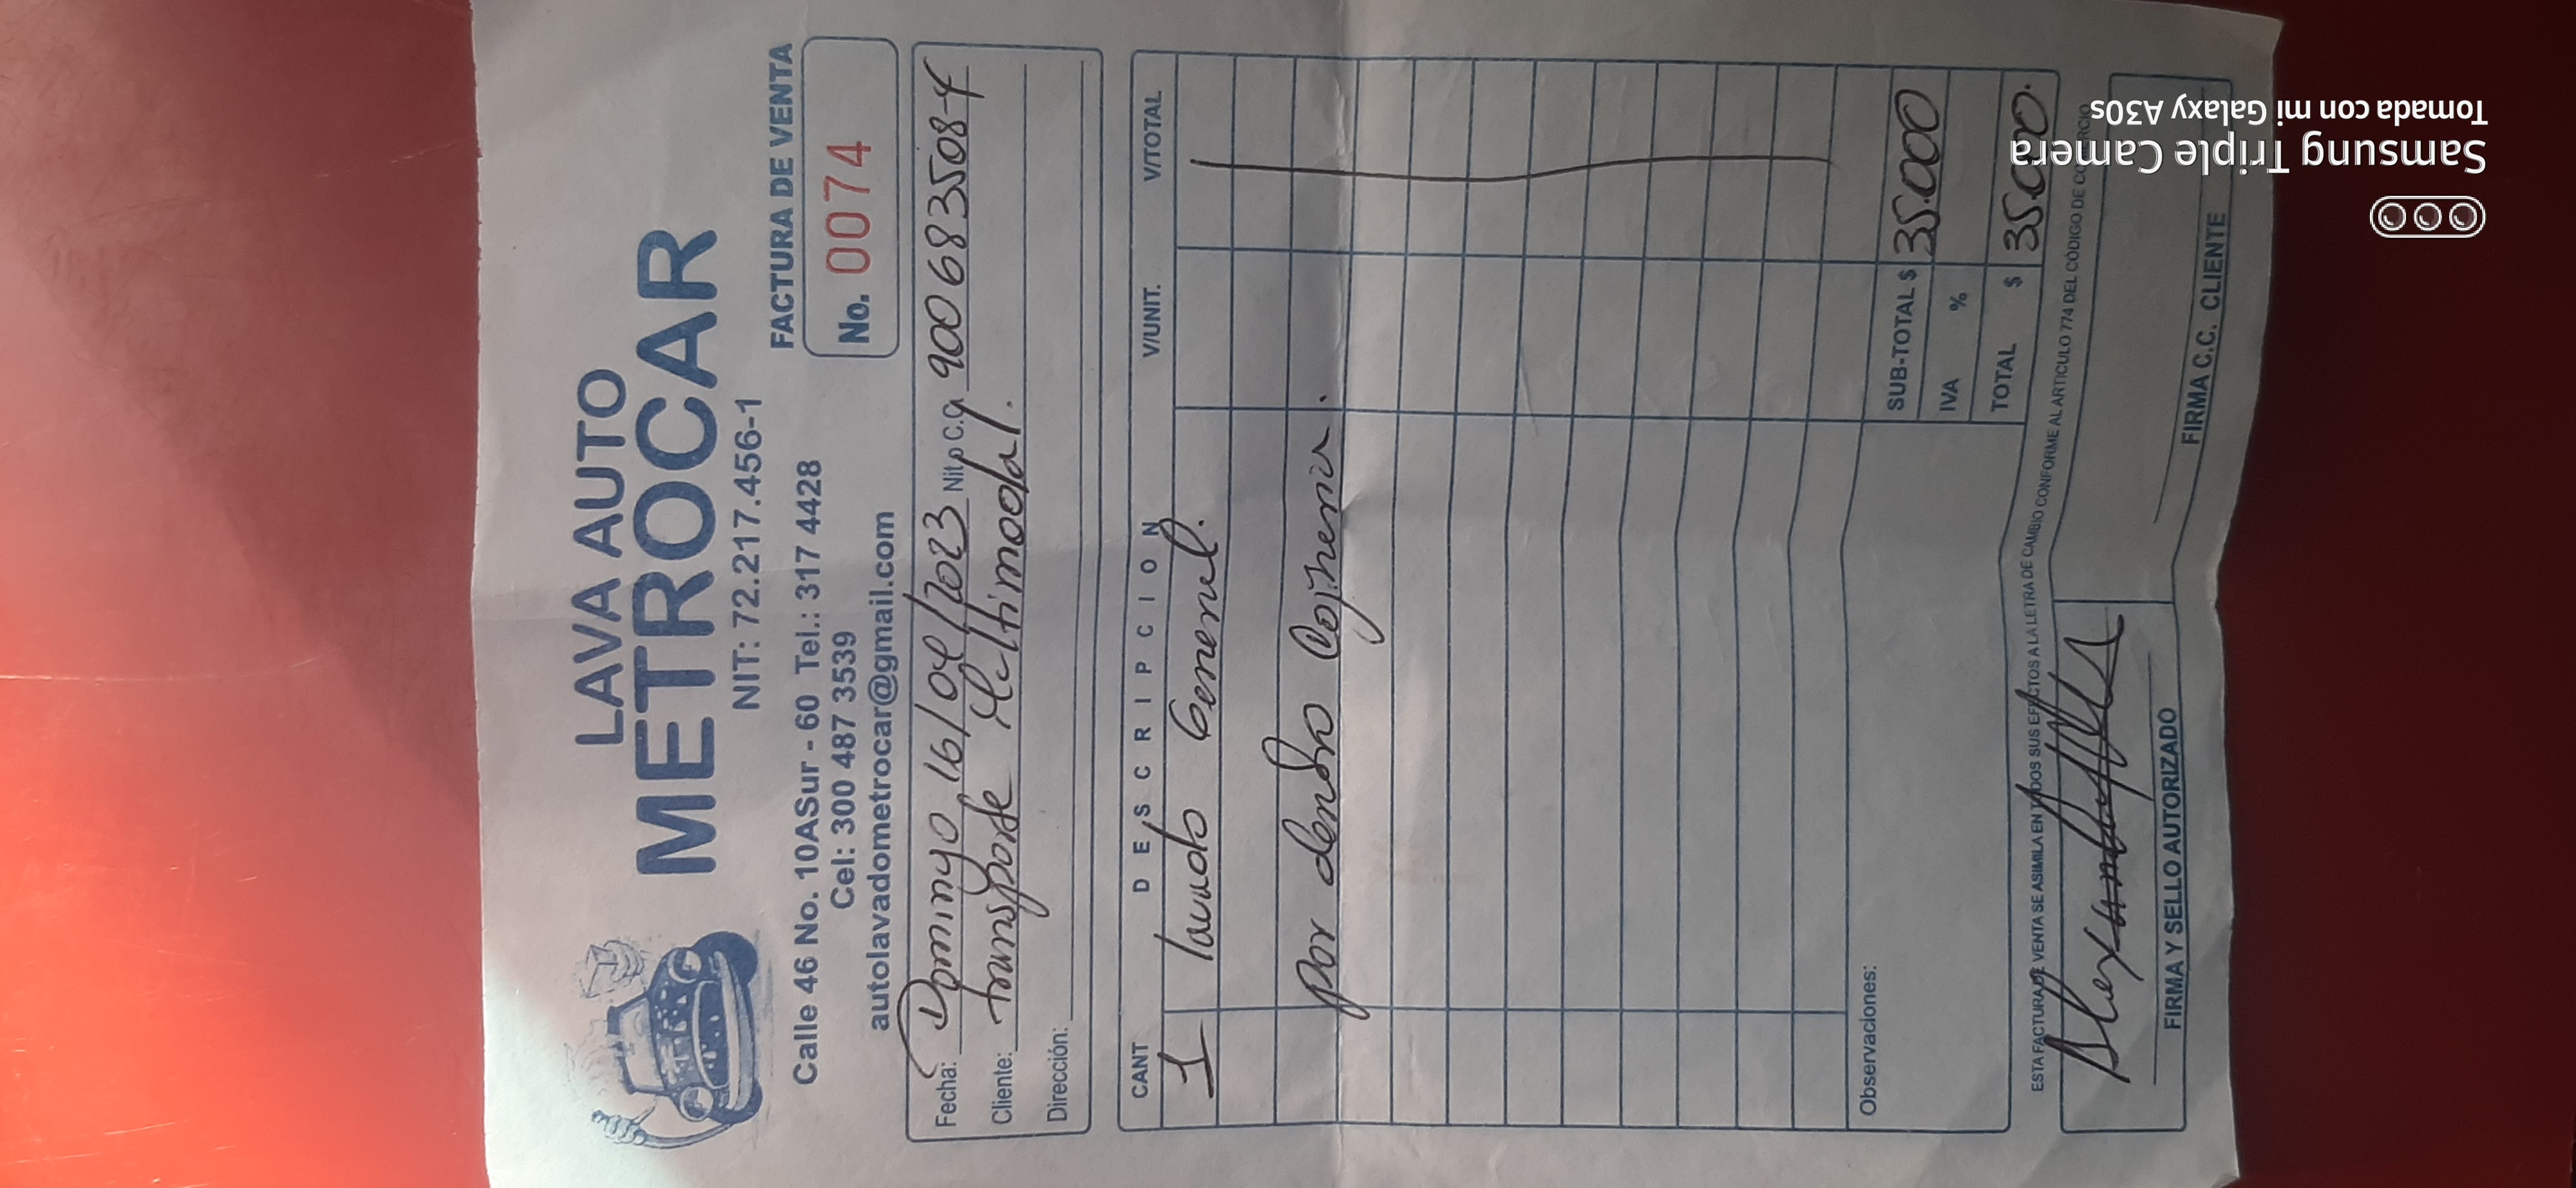 LAVA AUTO
METROCAR
NIT: 72.217.456-1
Calle 46 No. 10ASur - 60 Tel.: 317 4428
Cel: 300 487 3539
autolavadometrocar@gmail.com
FACTURA DE VENTA
No. 0074
Fecha: Domingo 16/04/2023 Nit o C.C. 900683508-4
Cliente: transporte Multimodal.
Dirección:
CANT DESCRIPCION V/UNIT. V/TOTAL
1 lavado General.
por dentro Cojineria.
Observaciones:
SUB-TOTAL $ 35.000
IVA %
TOTAL $ 35.000.
ESTA FACTURA DE VENTA SE ASIMILA EN TODOS SUS EFECTOS A LA LETRA DE CAMBIO CONFORME AL ARTICULO 774 DEL CÓDIGO DE COMERCIO
FIRMA Y SELLO AUTORIZADO
FIRMA C.C. CLIENTE
Samsung Triple Camera
Tomada con mi Galaxy A30s